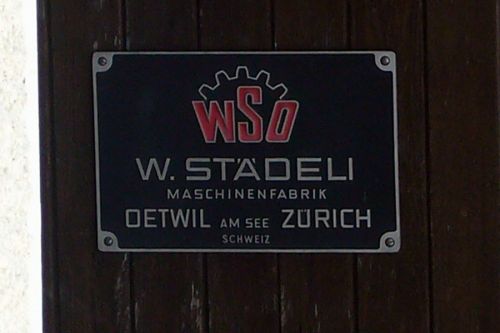 WSO
W. STÄDELI
MASCHINENFABRIK
OETWIL AM SEE ZÜRICH
SCHWEIZ